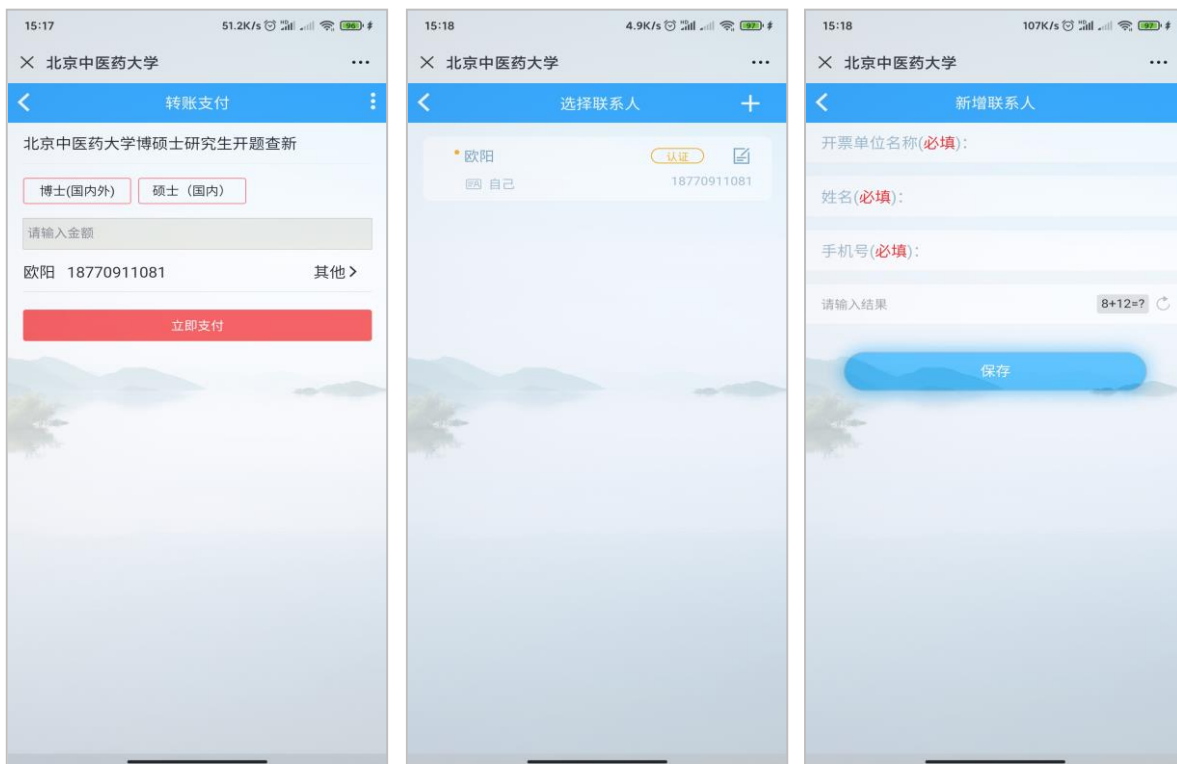 15:17 51.2K/s 96
北京中医药大学
转账支付
北京中医药大学博硕士研究生开题查新
博士(国内外) 硕士（国内）
请输入金额
欧阳 18770911081 其他
立即支付
15:18 4.9K/s 97
北京中医药大学
选择联系人
欧阳 认证
自己 18770911081
15:18 107K/s 97
北京中医药大学
新增联系人
开票单位名称(必填):
姓名(必填):
手机号(必填):
请输入结果 8+12=?
保存